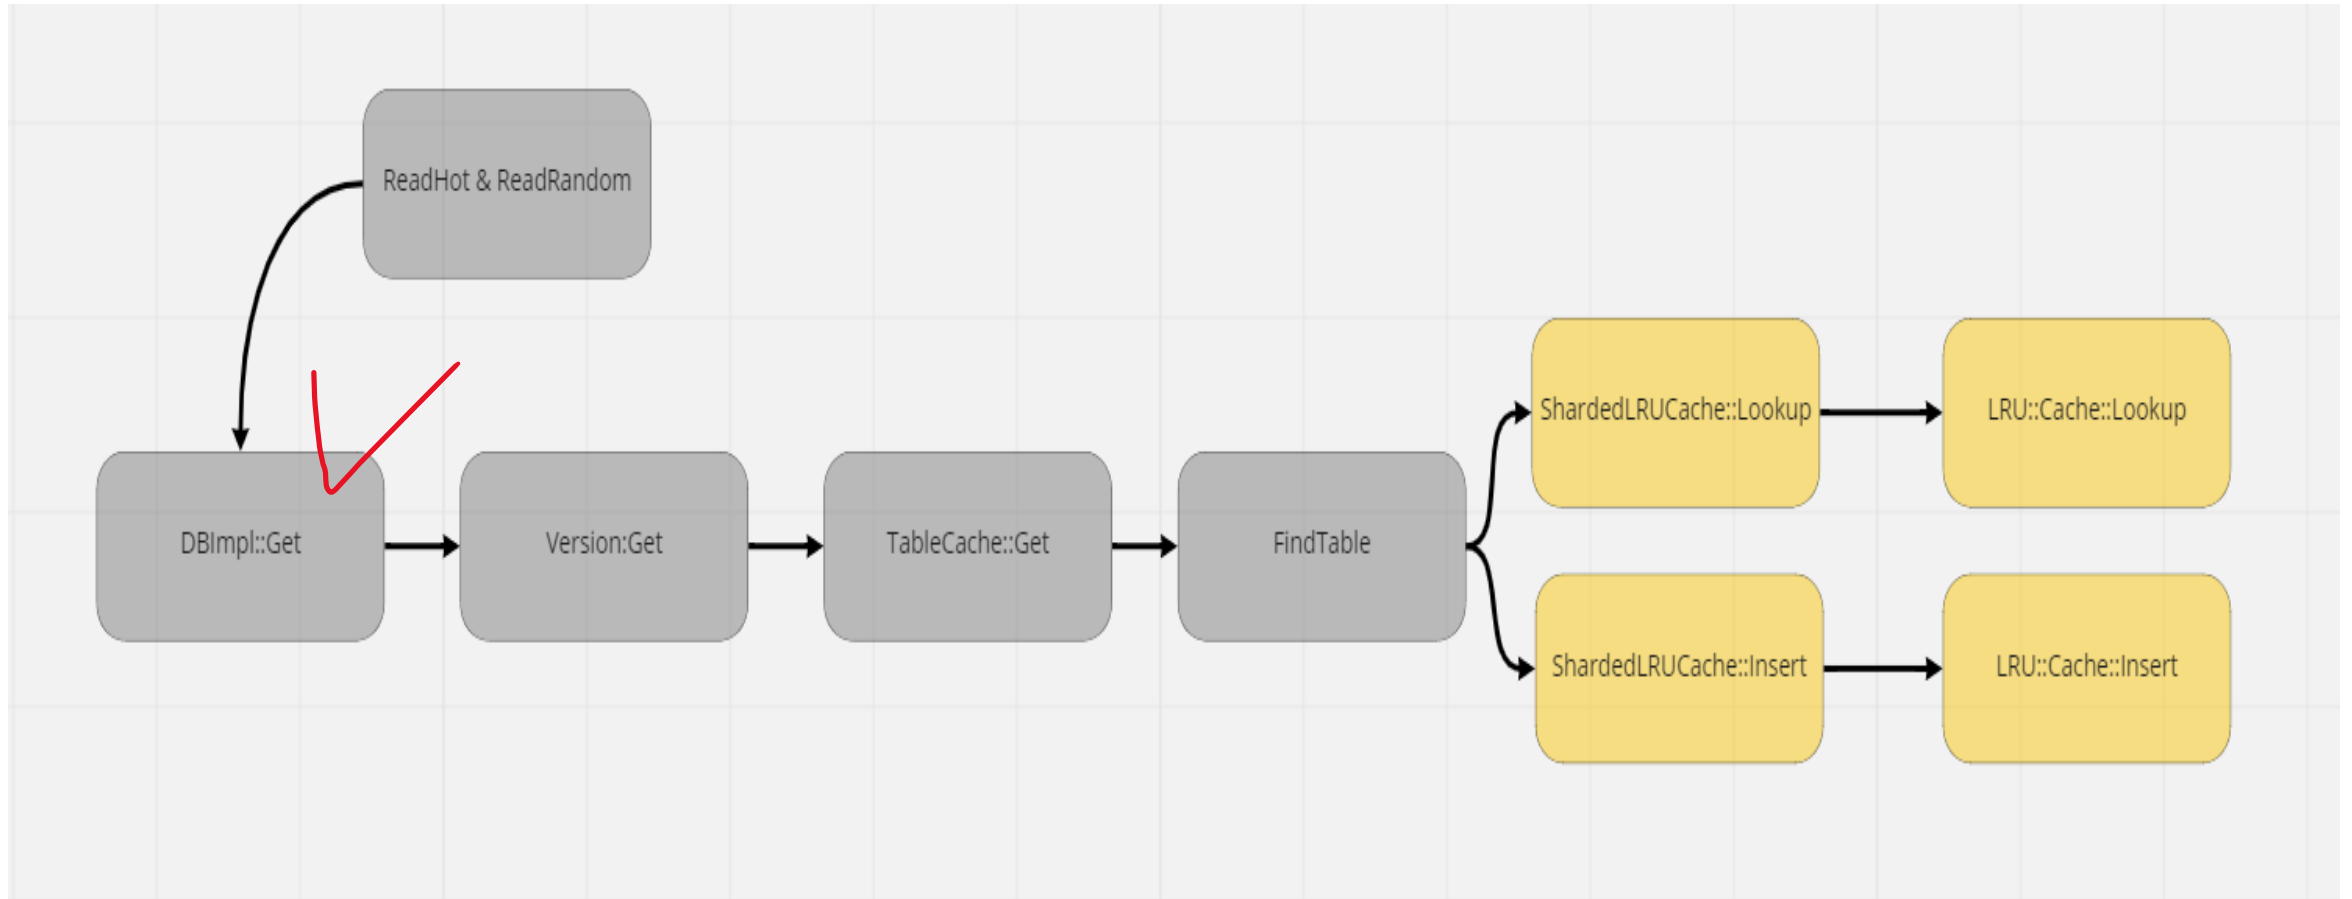 ReadHot & ReadRandom
DBImpl::Get
Version:Get
TableCache::Get
FindTable
ShardedLRUCache::Lookup
LRU::Cache::Lookup
ShardedLRUCache::Insert
LRU::Cache::Insert